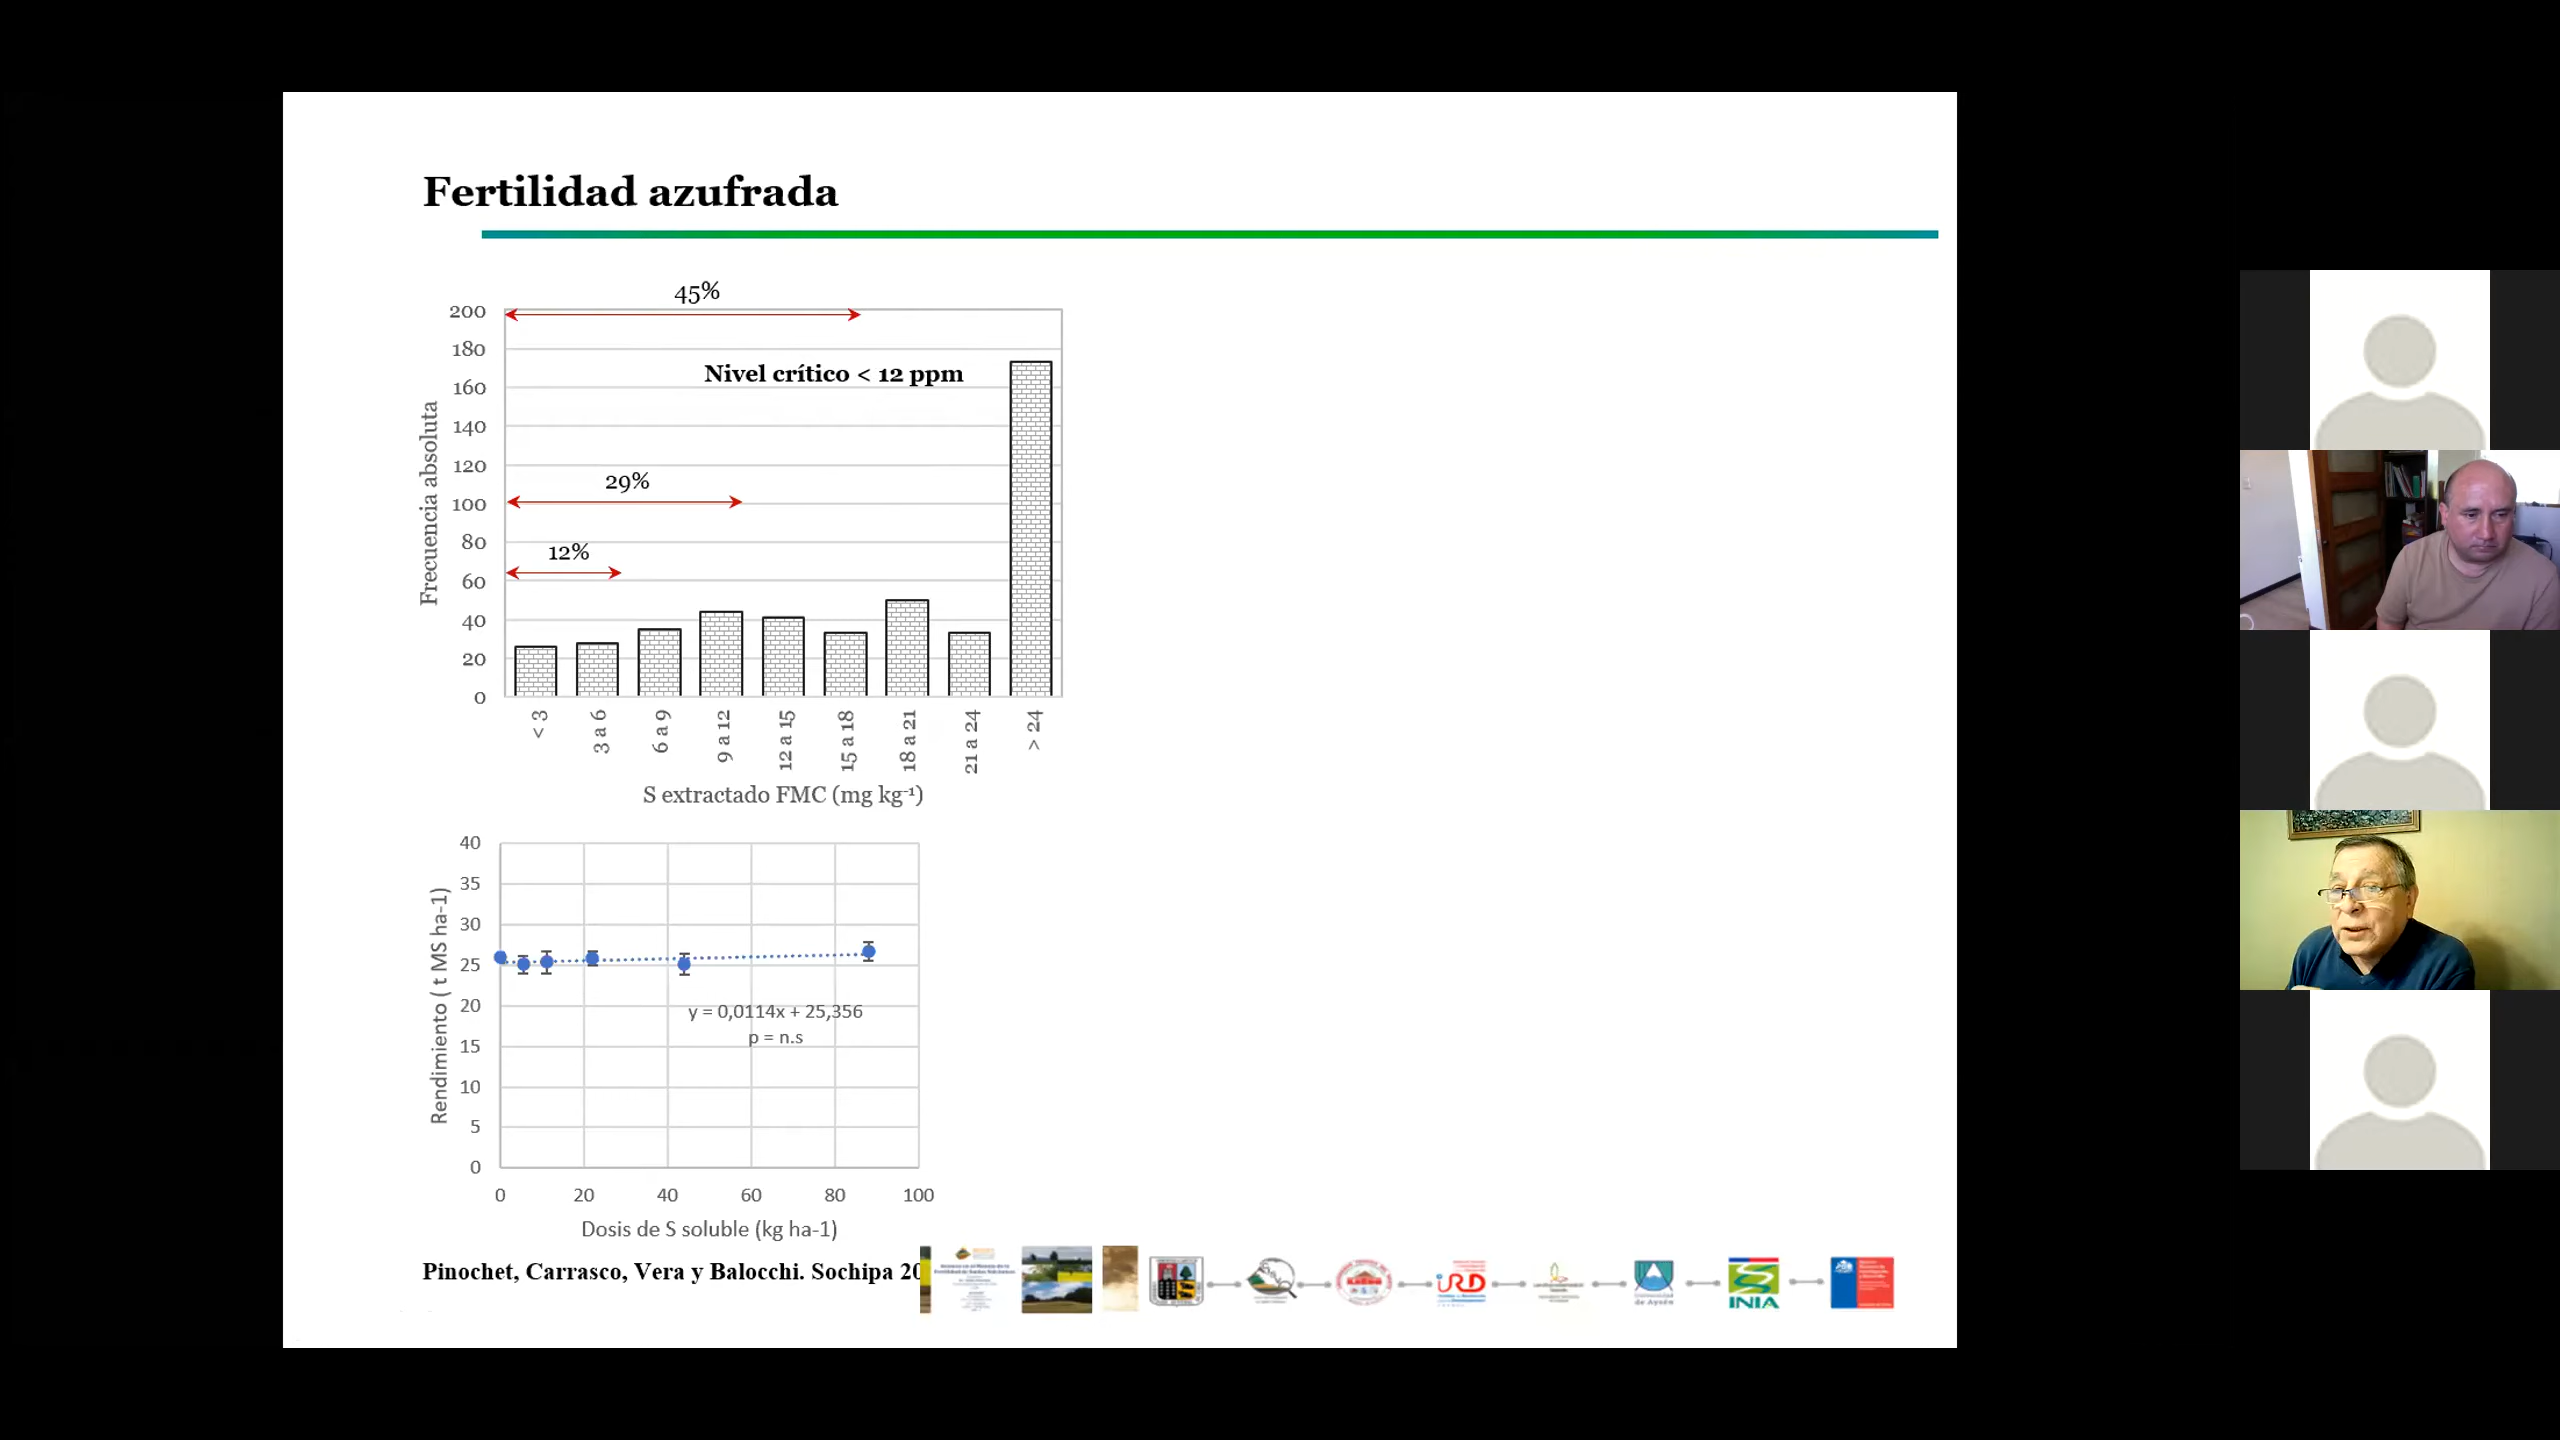 Fertilidad azufrada
45%
200
180
160
140
120
100
80
60
40
20
0
Nivel crítico < 12 ppm
29%
12%
Frecuencia absoluta
< 3
3 a 6
6 a 9
9 a 12
12 a 15
15 a 18
18 a 21
21 a 24
> 24
S extractado FMC (mg kg⁻¹)
40
35
30
25
20
15
10
5
0
Rendimiento ( t MS ha-1)
y = 0,0114x + 25,356
p = n.s
0 20 40 60 80 100
Dosis de S soluble (kg ha-1)
Pinochet, Carrasco, Vera y Balocchi. Sochipa 20
iRD
INIA